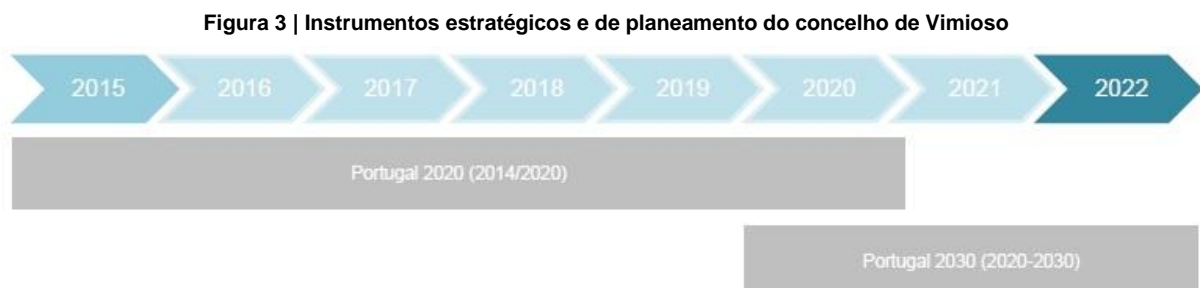 Figura 3 | Instrumentos estratégicos e de planeamento do concelho de Vimioso
2015 2016 2017 2018 2019 2020 2021 2022
Portugal 2020 (2014/2020)
Portugal 2030 (2020-2030)